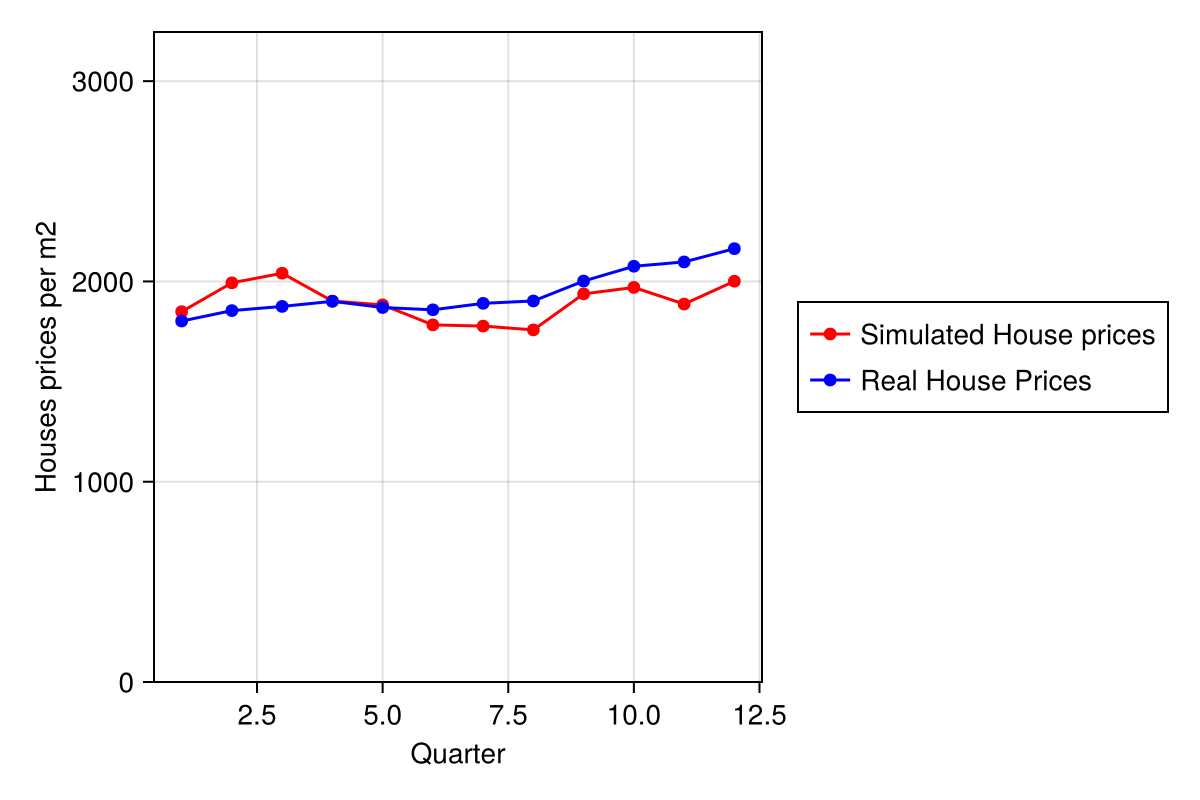 3000
2000
1000
0
Houses prices per m2
2.5 5.0 7.5 10.0 12.5
Quarter
Simulated House prices
Real House Prices